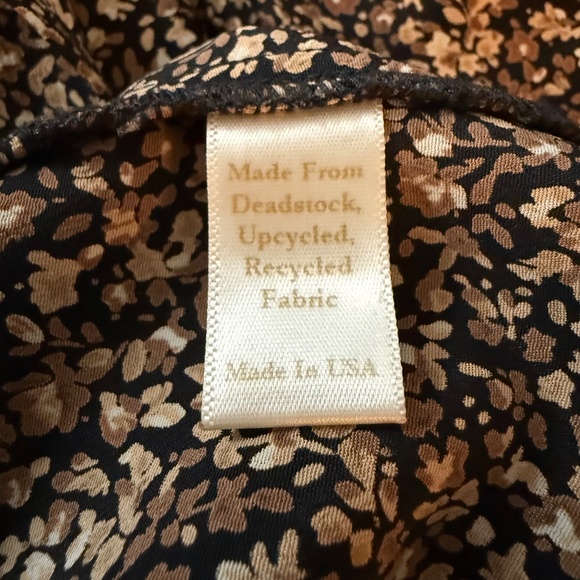 Made From
Deadstock,
Upcycled,
Recycled
Fabric
Made In USA